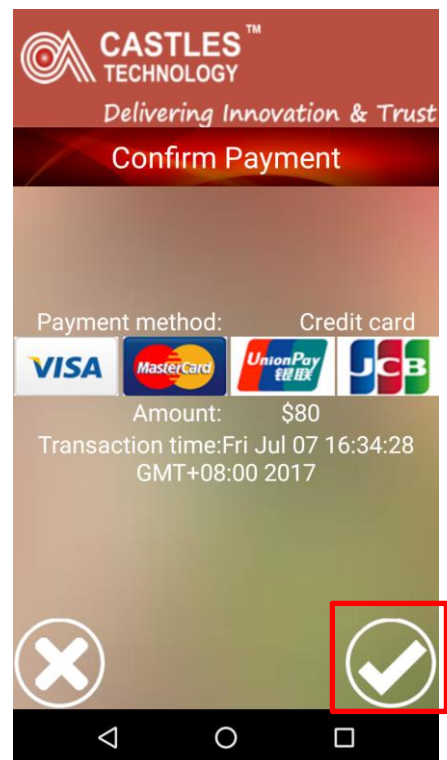 CASTLES™
TECHNOLOGY
Delivering Innovation & Trust
Confirm Payment
Payment method: Credit card
VISA MasterCard UnionPay 银联 JCB
Amount: $80
Transaction time:Fri Jul 07 16:34:28
GMT+08:00 2017